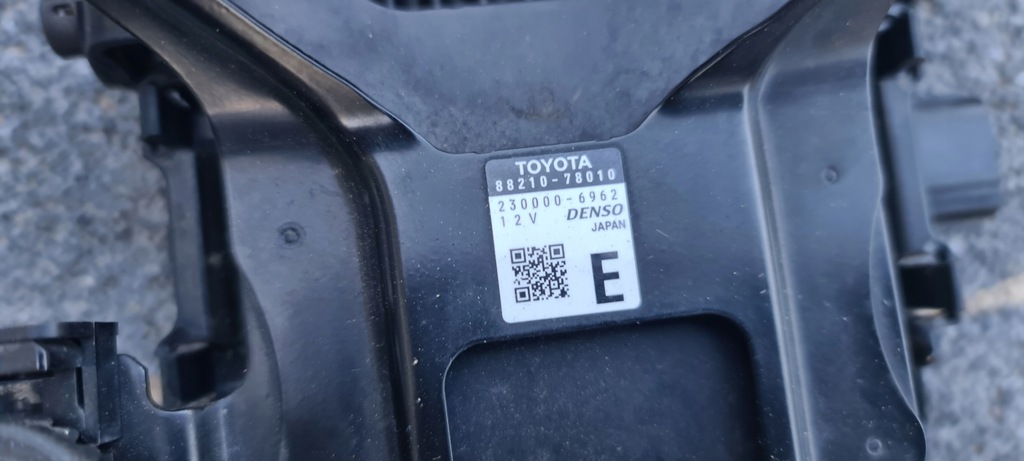 TOYOTA
88210-78010
230000-6962
12V DENSO
JAPAN
E